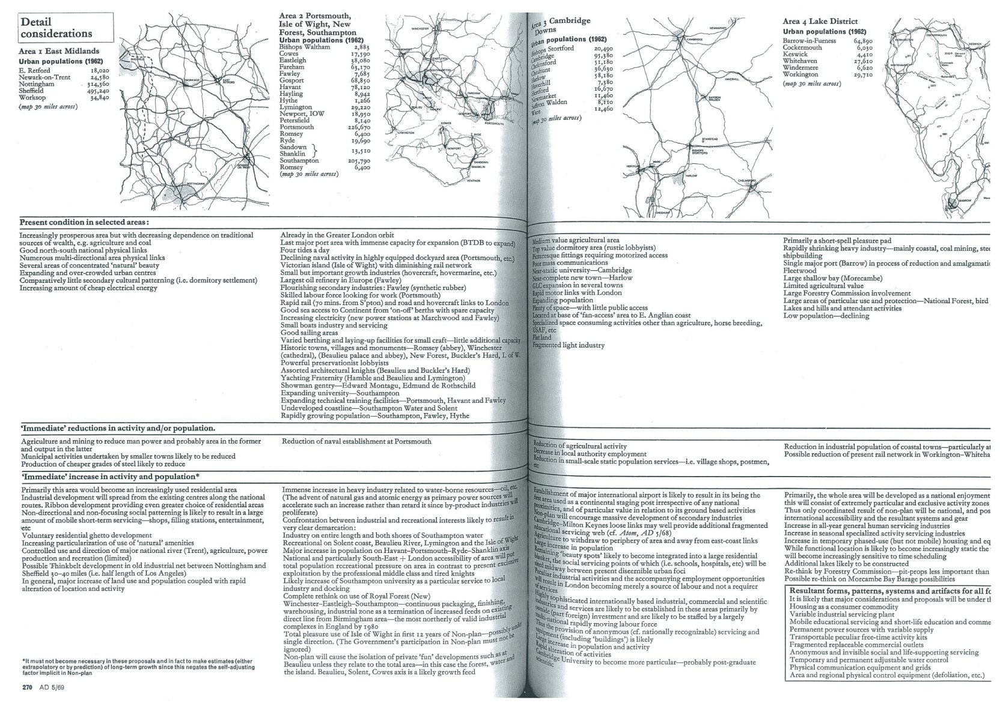 Detail
considerations
Area 1 East Midlands
Urban populations (1962)
E. Retford 18,020
Newark-on-Trent 24,580
Nottingham 314,360
Sheffield 495,240
Worksop 34,840
(map 30 miles across)
SHEFFIELD
WORKSOP
EAST
RETFORD
NEWARK
ON TRENT
NOTTINGHAM
Area 2 Portsmouth,
Isle of Wight, New
Forest, Southampton
Urban populations (1962)
Bishops Waltham 2,883
Cowes 17,590
Eastleigh 38,080
Fareham 63,170
Fawley 7,685
Gosport 68,850
Havant 78,120
Hayling 8,942
Hythe 1,266
Lymington 29,220
Newport, IOW 18,950
Petersfield 8,140
Portsmouth 226,670
Romsey 6,400
Ryde 19,690
Sandown
Shanklin } 13,510
Southampton 205,790
Romsey 6,400
(map 30 miles across)
WINCHESTER
ROMSEY
EASTLEIGH
SOUTHAMPTON
HYTHE
FAREHAM
BEAULIEU
FAWLEY
GOSPORT
PORTSMOUTH
LYMINGTON
COWES
RYDE
NEWPORT
SANDOWN
SHANKLIN
VENTNOR
Area 3 Cambridge
Downs
Urban populations (1962)
Bishops Stortford 20,490
Cambridge 95,380
Chelmsford 51,180
Cheshunt 36,630
Harlow 58,180
Haverhill 7,380
Hertford 16,670
Newmarket 11,460
Saffron Walden 8,110
Ware 12,460
(map 30 miles across)
NEWMARKET
CAMBRIDGE
HAVERHILL
SAFFRON
WALDEN
STANSTEAD
BISHOPS
STORTFORD
HERTFORD
WARE
HARLOW
CHELMSFORD
CHESHUNT
Area 4 Lake District
Urban populations (1962)
Barrow-in-Furness 64,890
Cockermouth 6,030
Keswick 4,410
Whitehaven 27,610
Windermere 6,620
Workington 29,710
(map 30 miles across)
COCKERMOUTH
WORKINGTON
KESWICK
WHITEHAVEN
BARROW
Present condition in selected areas:
Increasingly prosperous area but with decreasing dependence on traditional
sources of wealth, e.g. agriculture and coal
Good north-south national physical links
Numerous multi-directional area physical links
Several areas of concentrated 'natural' beauty
Expanding and over-crowded urban centres
Comparatively little secondary cultural patterning (i.e. dormitory settlement)
Increasing amount of cheap electrical energy
Already in the Greater London orbit
Last major port area with immense capacity for expansion (BTDB to expand)
Four tides a day
Declining naval activity in highly equipped dockyard area (Portsmouth, etc.)
Victorian island (Isle of Wight) with diminishing rail network
Small but important growth industries (hovercraft, hovermarine, etc.)
Largest oil refinery in Europe (Fawley)
Flourishing secondary industries: Fawley (synthetic rubber)
Skilled labour force looking for work (Portsmouth)
Rapid rail (70 mins. from S'pton) and road and hovercraft links to London
Good sea access to Continent from 'on-off' berths with spare capacity
Increasing electricity (new power stations at Marchwood and Fawley)
Small boats industry and servicing
Good sailing areas
Varied berthing and laying-up facilities for small craft—little additional capacity
Historic towns, villages and monuments—Romsey (abbey), Winchester
(cathedral), (Beaulieu palace and abbey), New Forest, Buckler's Hard, I. of W.
Powerful preservationist lobbyists
Assorted architectural knights (Beaulieu and Buckler's Hard)
Yachting Fraternity (Hamble and Beaulieu and Lymington)
Showman gentry—Edward Montagu, Edmund de Rothschild
Expanding university—Southampton
Expanding technical training facilities—Portsmouth, Havant and Fawley
Undeveloped coastline—Southampton Water and Solent
Rapidly growing population—Southampton, Fawley, Hythe
Medium value agricultural area
Top value dormitory area (rustic lobbyists)
Picturesque fittings requiring motorized access
Poor mass communications
Near-static university—Cambridge
Near-complete new town—Harlow
GLC expansion in several towns
Rapid motor links with London
Expanding population
Plenty of space—with little public access
Located at base of 'fan-access' area to E. Anglian coast
Specialized space consuming activities other than agriculture, horse breeding,
USAF, etc
Flat land
Fragmented light industry
Primarily a short-spell pleasure pad
Rapidly shrinking heavy industry—mainly coastal, coal mining, stee
shipbuilding
Single major port (Barrow) in process of reduction and amalgamatio
Fleetwood
Large shallow bay (Morecambe)
Limited agricultural value
Large Forestry Commission involvement
Large areas of particular use and protection—National Forest, bird
Lakes and hills and attendant activities
Low population—declining
'Immediate' reductions in activity and/or population.
Agriculture and mining to reduce man power and probably area in the former
and output in the latter
Municipal activities undertaken by smaller towns likely to be reduced
Production of cheaper grades of steel likely to reduce
Reduction of naval establishment at Portsmouth
Reduction of agricultural activity
Decrease in local authority employment
Reduction in small-scale static population services—i.e. village shops, postmen,
etc
Reduction in industrial population of coastal towns—particularly at
Possible reduction of present rail network in Workington–Whiteha
'Immediate' increase in activity and population*
Primarily this area would become an increasingly used residential area
Industrial development will spread from the existing centres along the national
routes. Ribbon development providing even greater choice of residential areas
Non-directional and non-focusing social patterning is likely to result in a large
amount of mobile short-term servicing—shops, filling stations, entertainment,
etc
Voluntary residential ghetto development
Increasing particularization of use of 'natural' amenities
Controlled use and direction of major national river (Trent), agriculture, power
production and recreation (limited)
Possible Thinkbelt development in old industrial net between Nottingham and
Sheffield 30–40 miles (i.e. half length of Los Angeles)
In general, major increase of land use and population coupled with rapid
alteration of location and activity
*It must not become necessary in these proposals and in fact to make estimates (either
extrapolatory or by prediction) of long-term growth since this negates the self-adjusting
factor implicit in Non-plan
270 AD 5/69
Immense increase in heavy industry related to water-borne resources—oil, etc.
(The advent of natural gas and atomic energy as primary power sources will
accelerate such an increase rather than retard it since by-product industries will
proliferate)
Confrontation between industrial and recreational interests likely to result in
very clear demarcation:
Industry on entire length and both shores of Southampton water
Recreational on Solent coast, Beaulieu River, Lymington and the Isle of Wight
Major increase in population on Havant–Portsmouth–Ryde–Shanklin axis
National and particularly South-East + London accessibility of area will put
total population recreational pressure on area in contrast to present exclusive
exploitation by the professional middle class and tired knights
Likely increase of Southampton university as a particular service to local
industry and docking
Complete rethink on use of Royal Forest (New)
Winchester–Eastleigh–Southampton—continuous packaging, finishing,
warehousing, industrial zone as a termination of increased feeds on existing
direct line from Birmingham area—the most northerly of valid industrial
complexes in England by 1980
Total pleasure use of Isle of Wight in first 12 years of Non-plan—possibly under
single direction. (The Government's participation in Non-plan must not be
ignored)
Non-plan will cause the isolation of private 'fun' developments such as at
Beaulieu unless they relate to the total area—in this case the forest, water and
the island. Beaulieu, Solent, Cowes axis is a likely growth feed
Establishment of major international airport is likely to result in its being the
first area used as a continental staging post irrespective of any national
proximities, and of particular value in relation to its ground based activities
Non-plan will encourage massive development of secondary industries
Cambridge–Milton Keynes loose links may well provide additional fragmented
educational servicing web (cf. Atom, AD 5/68)
Agriculture to withdraw to periphery of area and away from east-coast links
Large increase in population
Remaining 'beauty spots' likely to become integrated into a large residential
blanket, the social servicing points of which (i.e. schools, hospitals, etc) will be
sited midway between present discernible urban foci
Peculiar industrial activities and the accompanying employment opportunities
will result in London becoming merely a source of labour and not a requirer
of services
Highly sophisticated internationally based industrial, commercial and scientific
industries and services are likely to be established in these areas primarily by
outside (part foreign) investment and are likely to be staffed by a largely
multi-national rapidly moving labour force
Thus the provision of anonymous (cf. nationally recognizable) servicing and
equipment (including 'buildings') is likely
Large increase in population and activity
Rapid alteration of activities
Cambridge University to become more particular—probably post-graduate
scientific
Primarily, the whole area will be developed as a national enjoyment
this will consist of extremely particular and exclusive activity zones
Thus only coordinated result of non-plan will be national, and pos
international accessibility and the resultant systems and gear
Increase in all-year general human servicing industries
Increase in seasonal specialized activity servicing industries
Increase in temporary phased-use (but not mobile) housing and eq
While functional location is likely to become increasingly static the
will become increasingly sensitive to time scheduling
Additional lakes likely to be constructed
Re-think by Forestry Commission—pit-props less important than
Possible re-think on Morcambe Bay Barage possibilities
Resultant forms, patterns, systems and artifacts for all fo
It is likely that major considerations and proposals will be under th
Housing as a consumer commodity
Variable industrial servicing plant
Mobile educational servicing and short-life education and comme
Permanent power sources with variable supply
Transportable peculiar free-time activity kits
Fragmented replaceable commercial outlets
Anonymous and invisible social and life-supporting servicing
Temporary and permanent adjustable water control
Physical communication equipment and grids
Area and regional physical control equipment (defoliation, etc.)